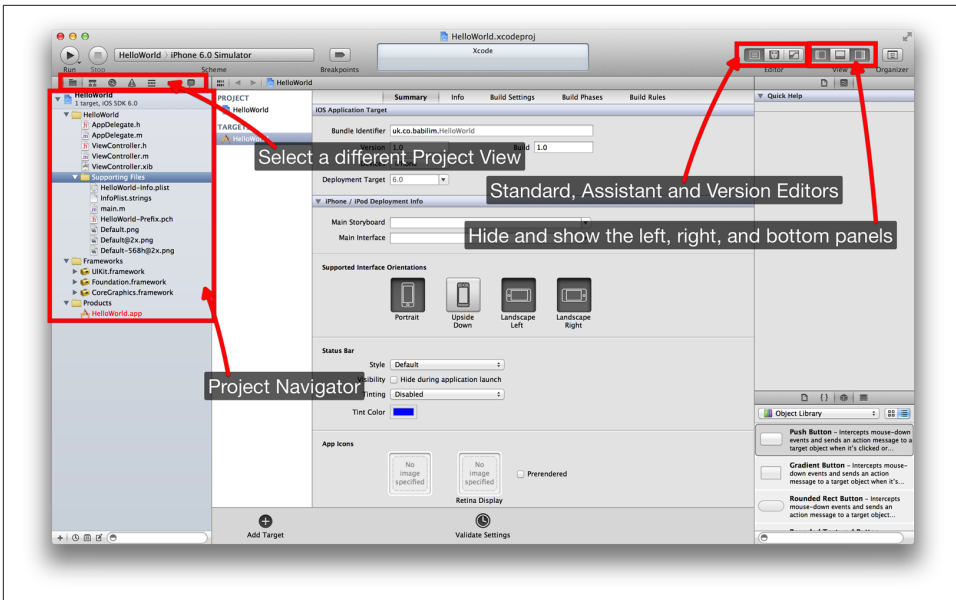 HelloWorld.xcodeproj
HelloWorld
iPhone 6.0 Simulator
Xcode
Run
Stop
Scheme
Breakpoints
Editor
View
Organizer
HelloWorld
1 target, iOS SDK 6.0
HelloWorld
AppDelegate.h
AppDelegate.m
ViewController.h
ViewController.m
ViewController.xib
Supporting Files
HelloWorld-Info.plist
InfoPlist.strings
main.m
HelloWorld-Prefix.pch
Default.png
Default@2x.png
Default-568h@2x.png
Frameworks
UIKit.framework
Foundation.framework
CoreGraphics.framework
Products
HelloWorld.app
HelloWorld
PROJECT
HelloWorld
TARGETS
Summary
Info
Build Settings
Build Phases
Build Rules
iOS Application Target
Bundle Identifier
uk.co.babilim.HelloWorld
Version
1.0
Build
1.0
Select a different Project View
Deployment Target
6.0
Standard, Assistant and Version Editors
iPhone / iPod Deployment Info
Main Storyboard
Main Interface
Hide and show the left, right, and bottom panels
Supported Interface Orientations
Portrait
Upside
Down
Landscape
Left
Landscape
Right
Status Bar
Style
Default
Visibility
Hide during application launch
Project Navigator
Tinting
Disabled
Tint Color
App Icons
No
image
specified
No
image
specified
Prerendered
Retina Display
Add Target
Validate Settings
Quick Help
Object Library
Push Button – Intercepts mouse-down
events and sends an action message to a
target object when it's clicked or...
Gradient Button – Intercepts mouse-
down events and sends an action
message to a target object when it's...
Rounded Rect Button – Intercepts
mouse-down events and sends an
action message to a target object...